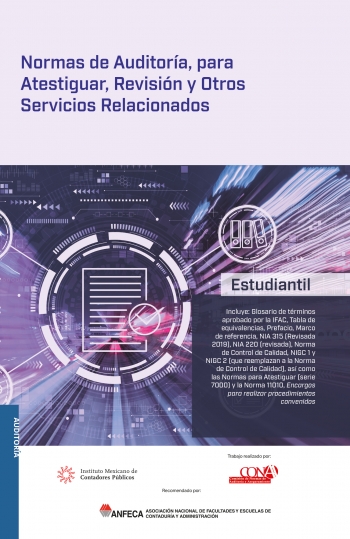 Normas de Auditoría, para
Atestiguar, Revisión y Otros
Servicios Relacionados
Estudiantil
Incluye: Glosario de términos
aprobado por la IFAC, Tabla de
equivalencias, Prefacio, Marco
de referencia, NIA 315 (Revisada
2019), NIA 220 (revisada), Norma
de Control de Calidad, NIGC 1 y
NIGC 2 (que reemplazan a la Norma
de Control de Calidad), así como
las Normas para Atestiguar (serie
7000) y la Norma 11010, Encargos
para realizar procedimientos
convenidos
AUDITORÍA
Trabajo realizado por:
Instituto Mexicano de
Contadores Públicos
CONAA
Recomendado por:
ANFECA
ASOCIACIÓN NACIONAL DE FACULTADES Y ESCUELAS DE
CONTADURÍA Y ADMINISTRACIÓN